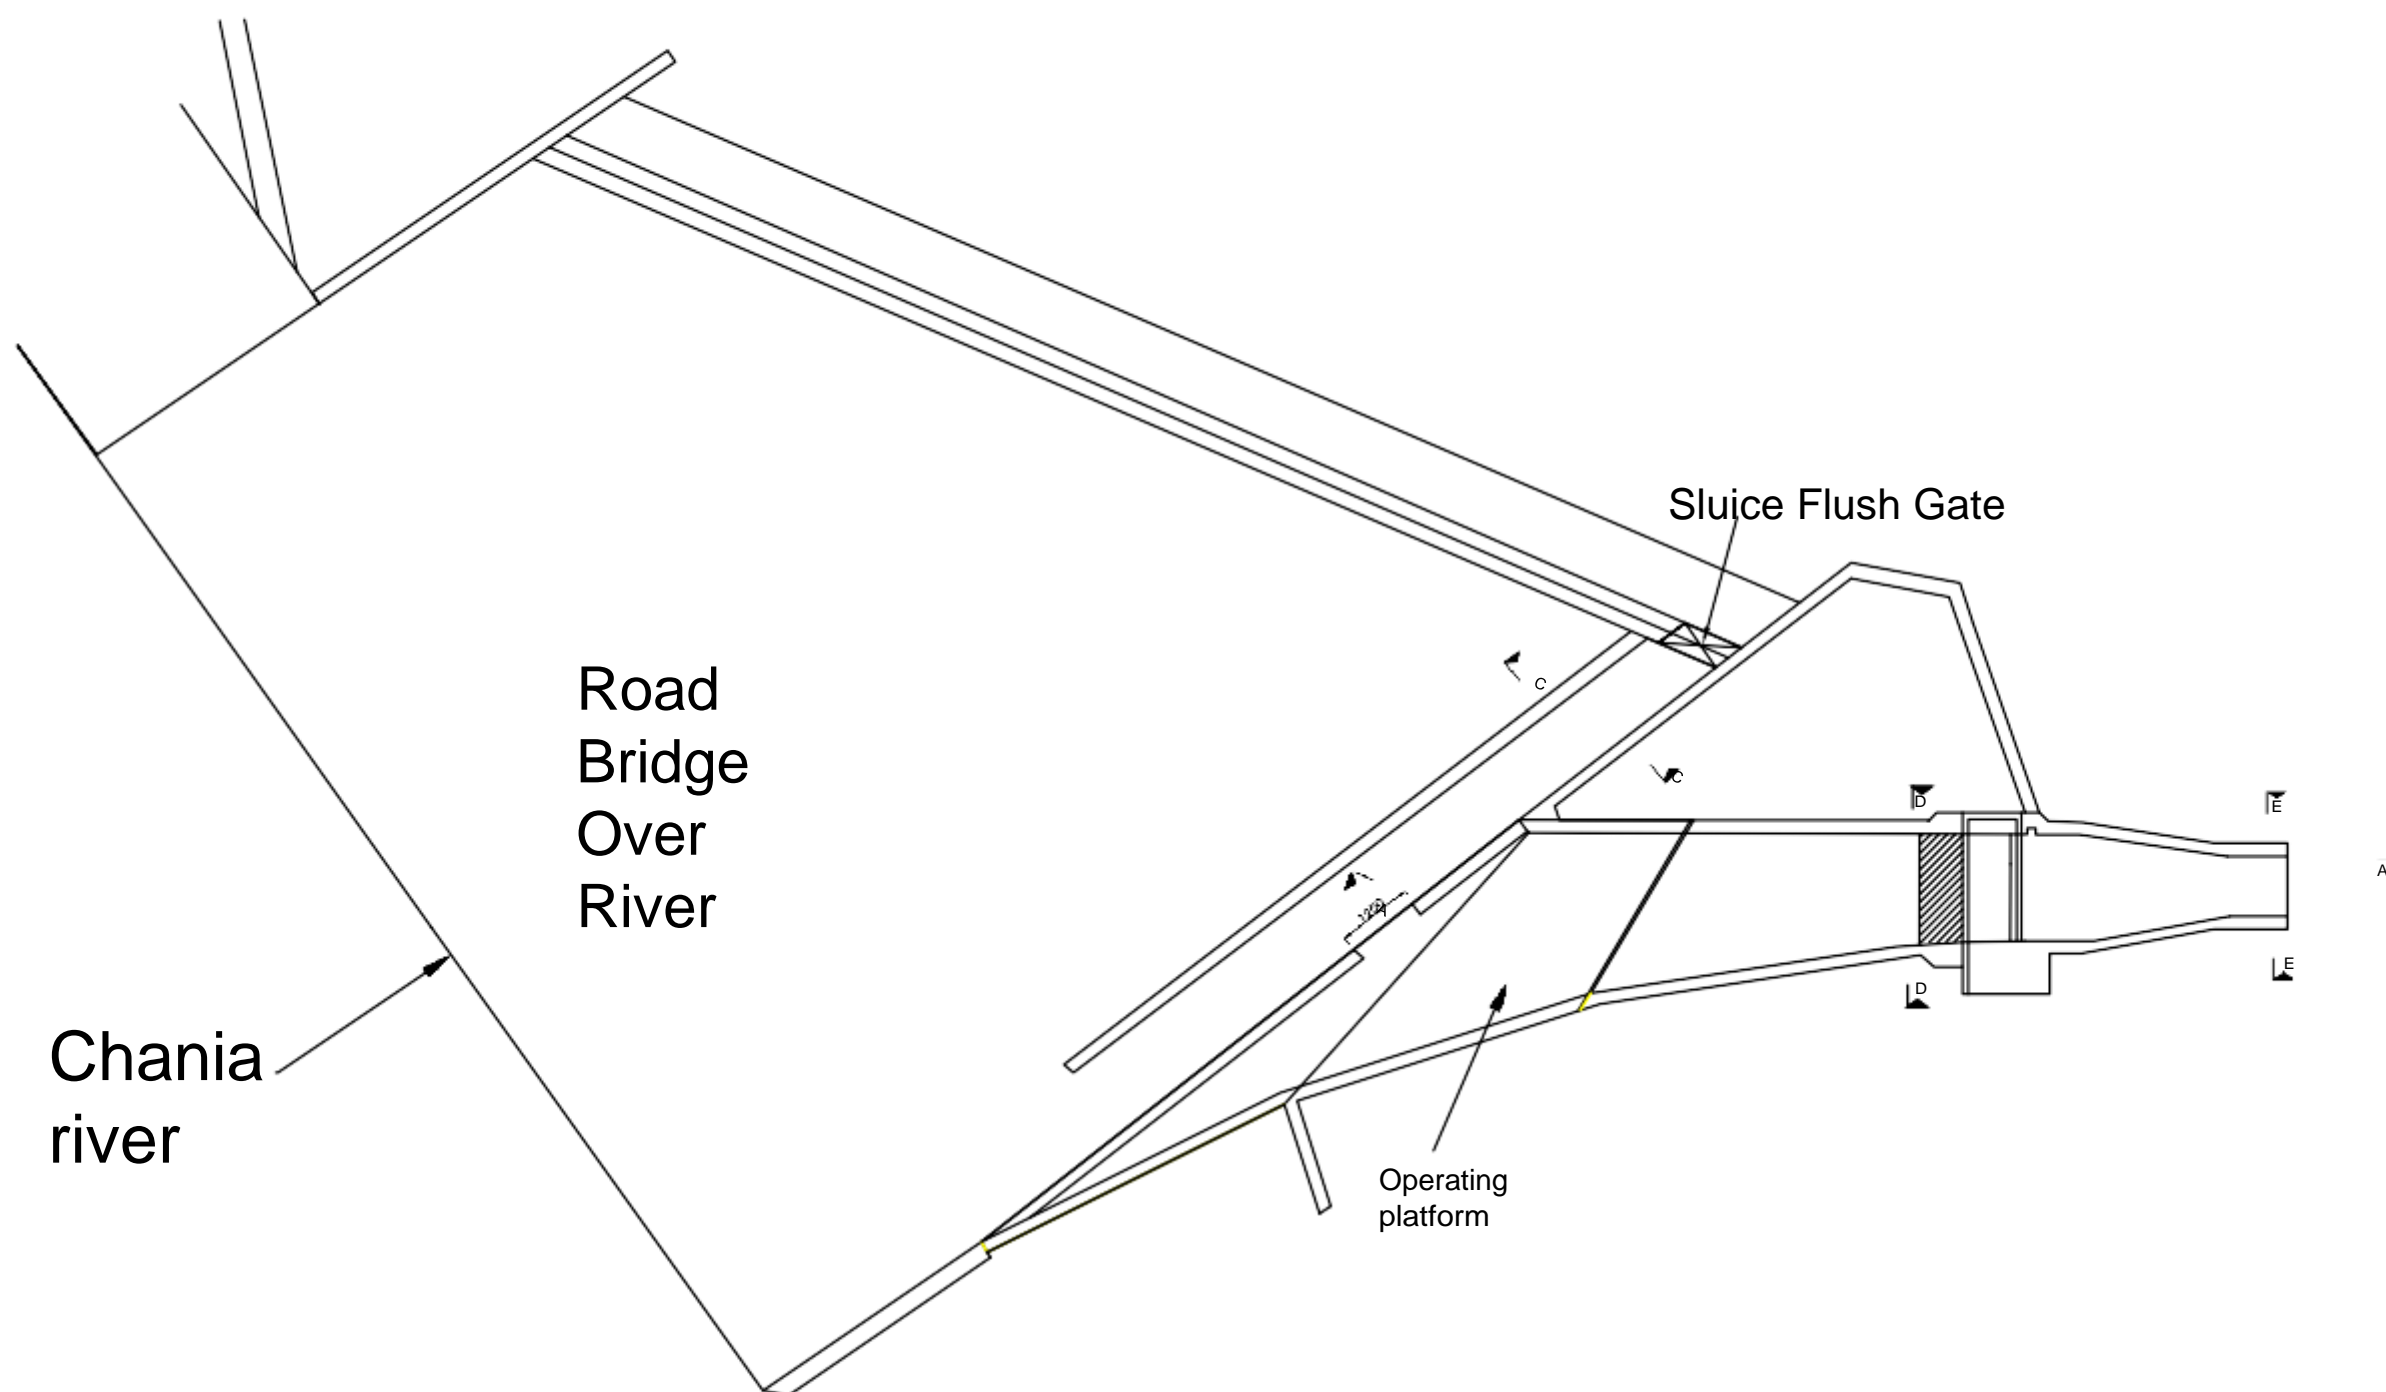 Sluice Flush Gate
C
Road
Bridge
Over
River
C
D
E
A
Chania
river
E
D
Operating
platform